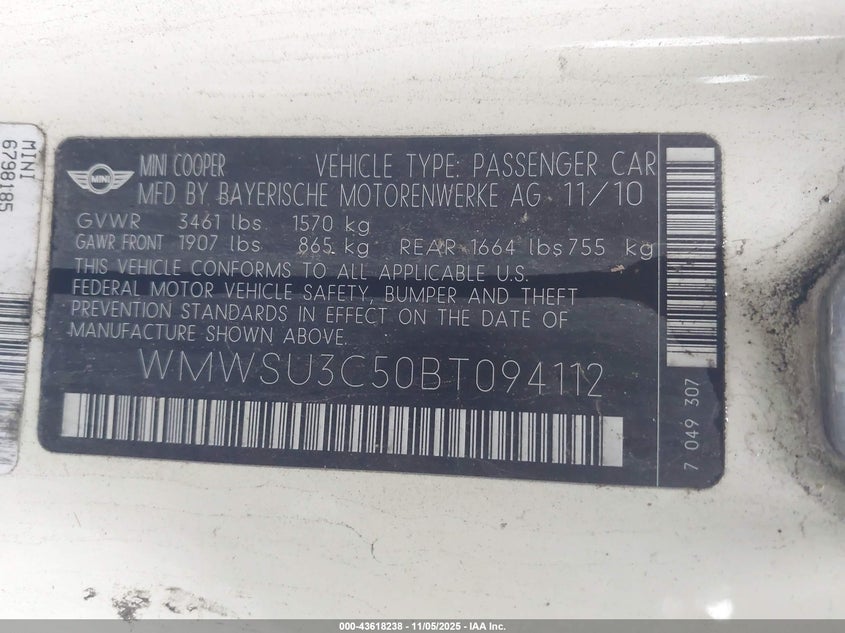 MINI
6798185
MINI
MINI COOPER VEHICLE TYPE: PASSENGER CAR
MFD BY BAYERISCHE MOTORENWERKE AG 11/10
GVWR 3461 lbs 1570 kg
GAWR FRONT 1907 lbs 865 kg REAR 1664 lbs 755 kg
THIS VEHICLE CONFORMS TO ALL APPLICABLE U.S.
FEDERAL MOTOR VEHICLE SAFETY, BUMPER AND THEFT
PREVENTION STANDARDS IN EFFECT ON THE DATE OF
MANUFACTURE SHOWN ABOVE.
WMWSU3C50BT094112
7 049 307
000-43618238 - 11/05/2025 - IAA Inc.